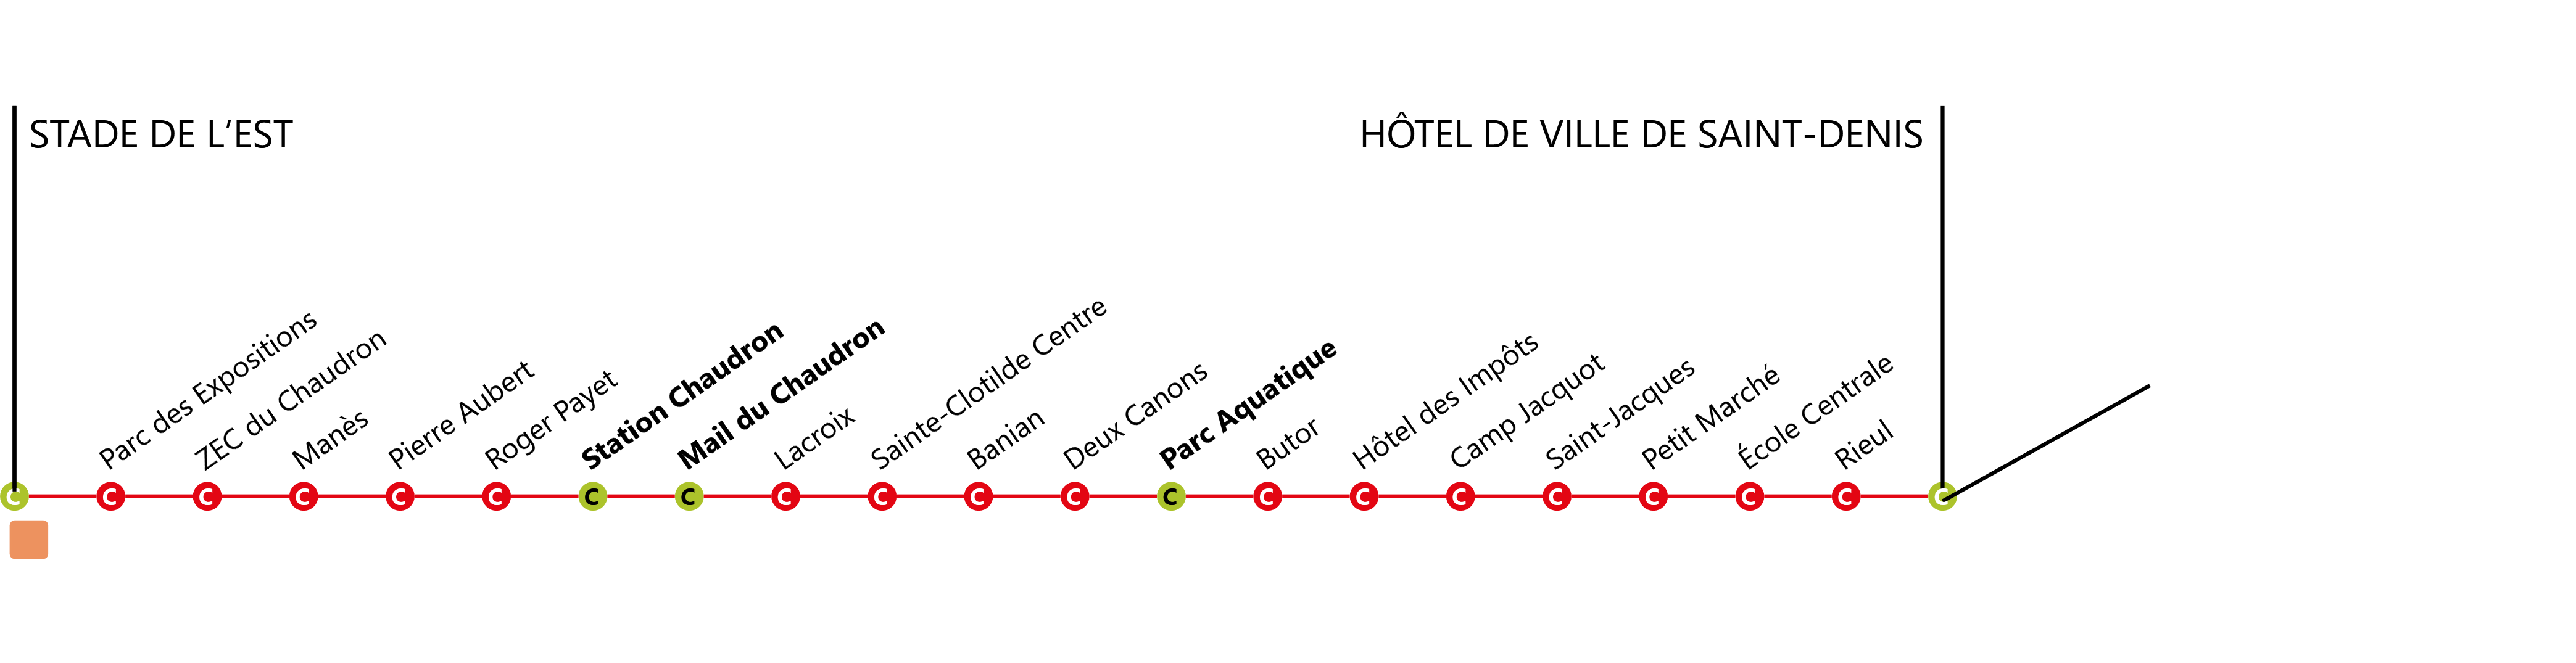 STADE DE L’EST
HÔTEL DE VILLE DE SAINT-DENIS
Parc des Expositions
ZEC du Chaudron
Manès
Pierre Aubert
Roger Payet
Station Chaudron
Mail du Chaudron
Lacroix
Sainte-Clotilde Centre
Banian
Deux Canons
Parc Aquatique
Butor
Hôtel des Impôts
Camp Jacquot
Saint-Jacques
Petit Marché
École Centrale
Rieul
C C C C C C C C C C C C C C C C C C C C C